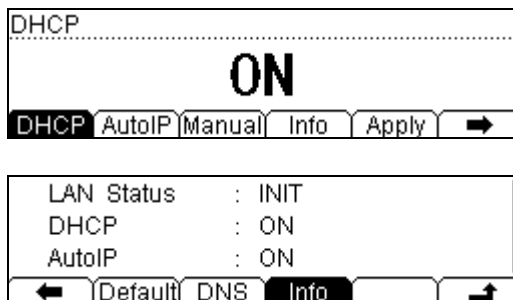 DHCP
ON
DHCP AutoIP Manual Info Apply
LAN Status : INIT
DHCP : ON
AutoIP : ON
Default DNS Info